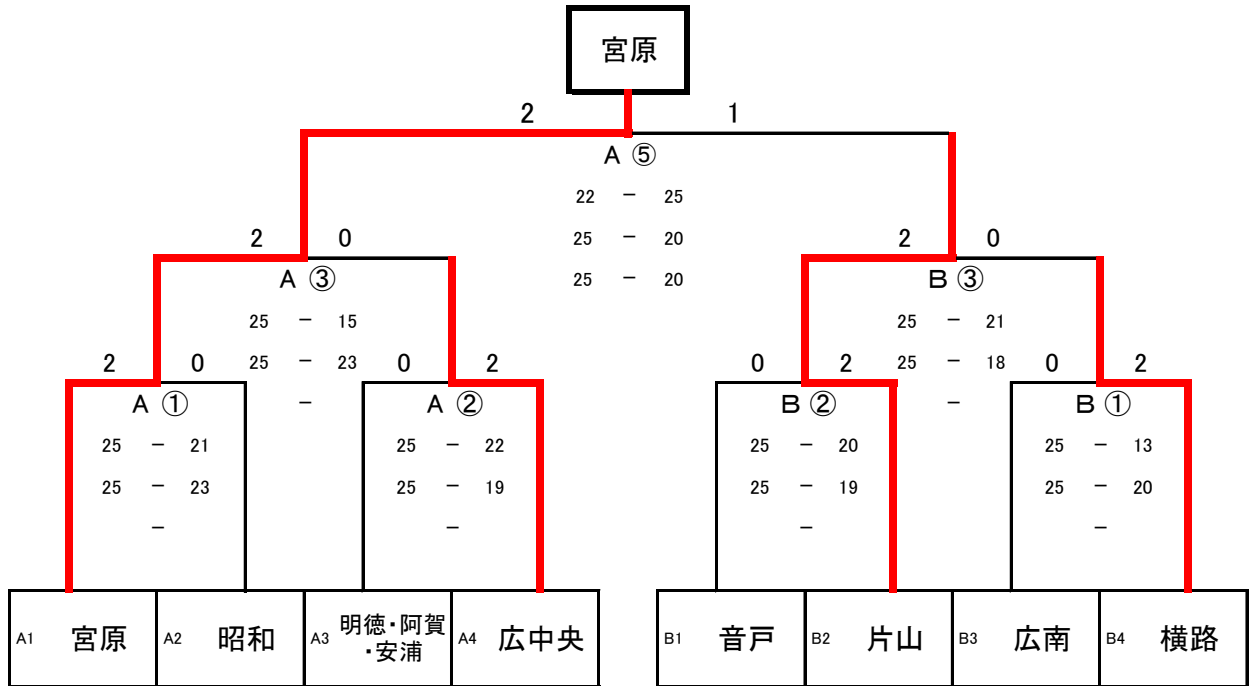 宮原
2 1
A ⑤
22 － 25
25 － 20
25 － 20
2 0
A ③
25 － 15
25 － 23
－
2 0
B ③
25 － 21
25 － 18
－
2 0
A ①
25 － 21
25 － 23
－
0 2
A ②
25 － 22
25 － 19
－
0 2
B ②
25 － 20
25 － 19
－
0 2
B ①
25 － 13
25 － 20
－
A1 宮原
A2 昭和
A3 明徳・阿賀
・安浦
A4 広中央
B1 音戸
B2 片山
B3 広南
B4 横路